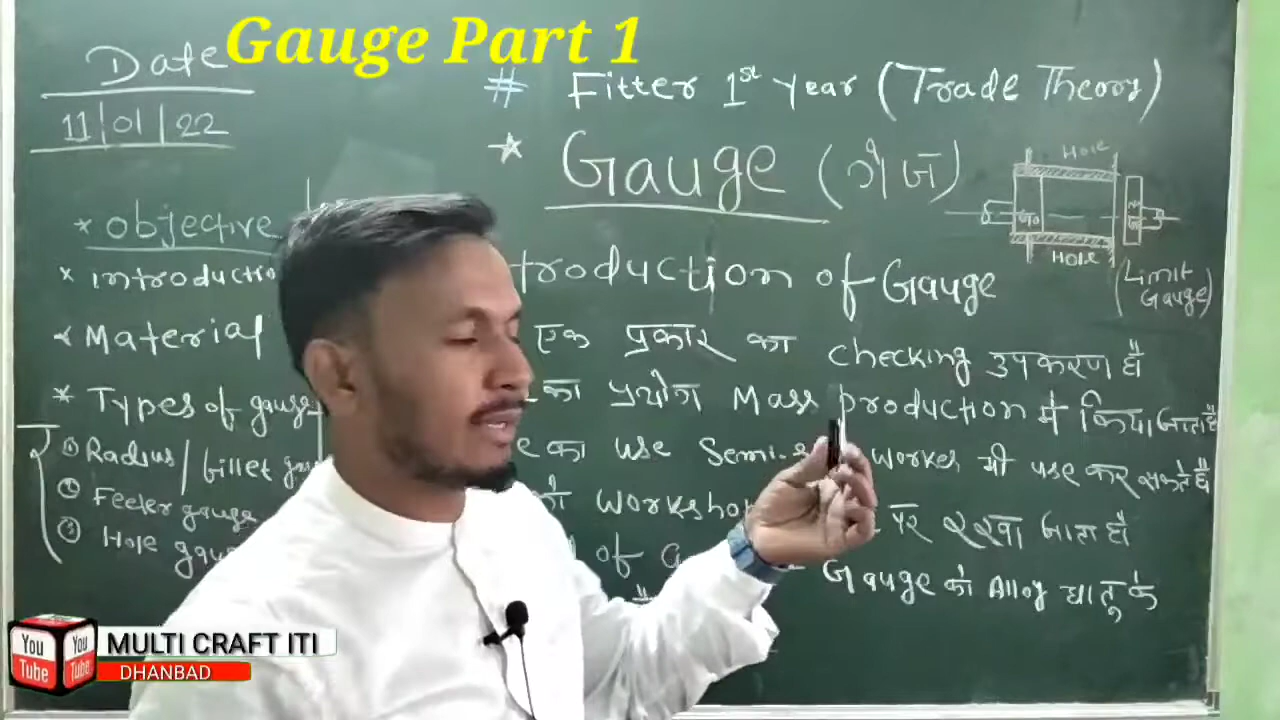 Gauge Part 1
Date
11/01/22
# Fitter 1st Year (Trade Theory)
* Gauge (गेज)
Hole
Go
Hole
(Limit Gauge)
* Objective
* introductio
* Material
* Types of gauge
① Radius/fillet
② Feeler gauge
③ Hole gau
troduction of Gauge
एक प्रकार का checking उपकरण है
का प्रयोग Mass production में किया जाता है
का use Semi- worker भी use कर सकते हैं
को worksho पर रखा जाता है
of Gauge को Alloy धातु के
YouTube
MULTI CRAFT ITI
DHANBAD